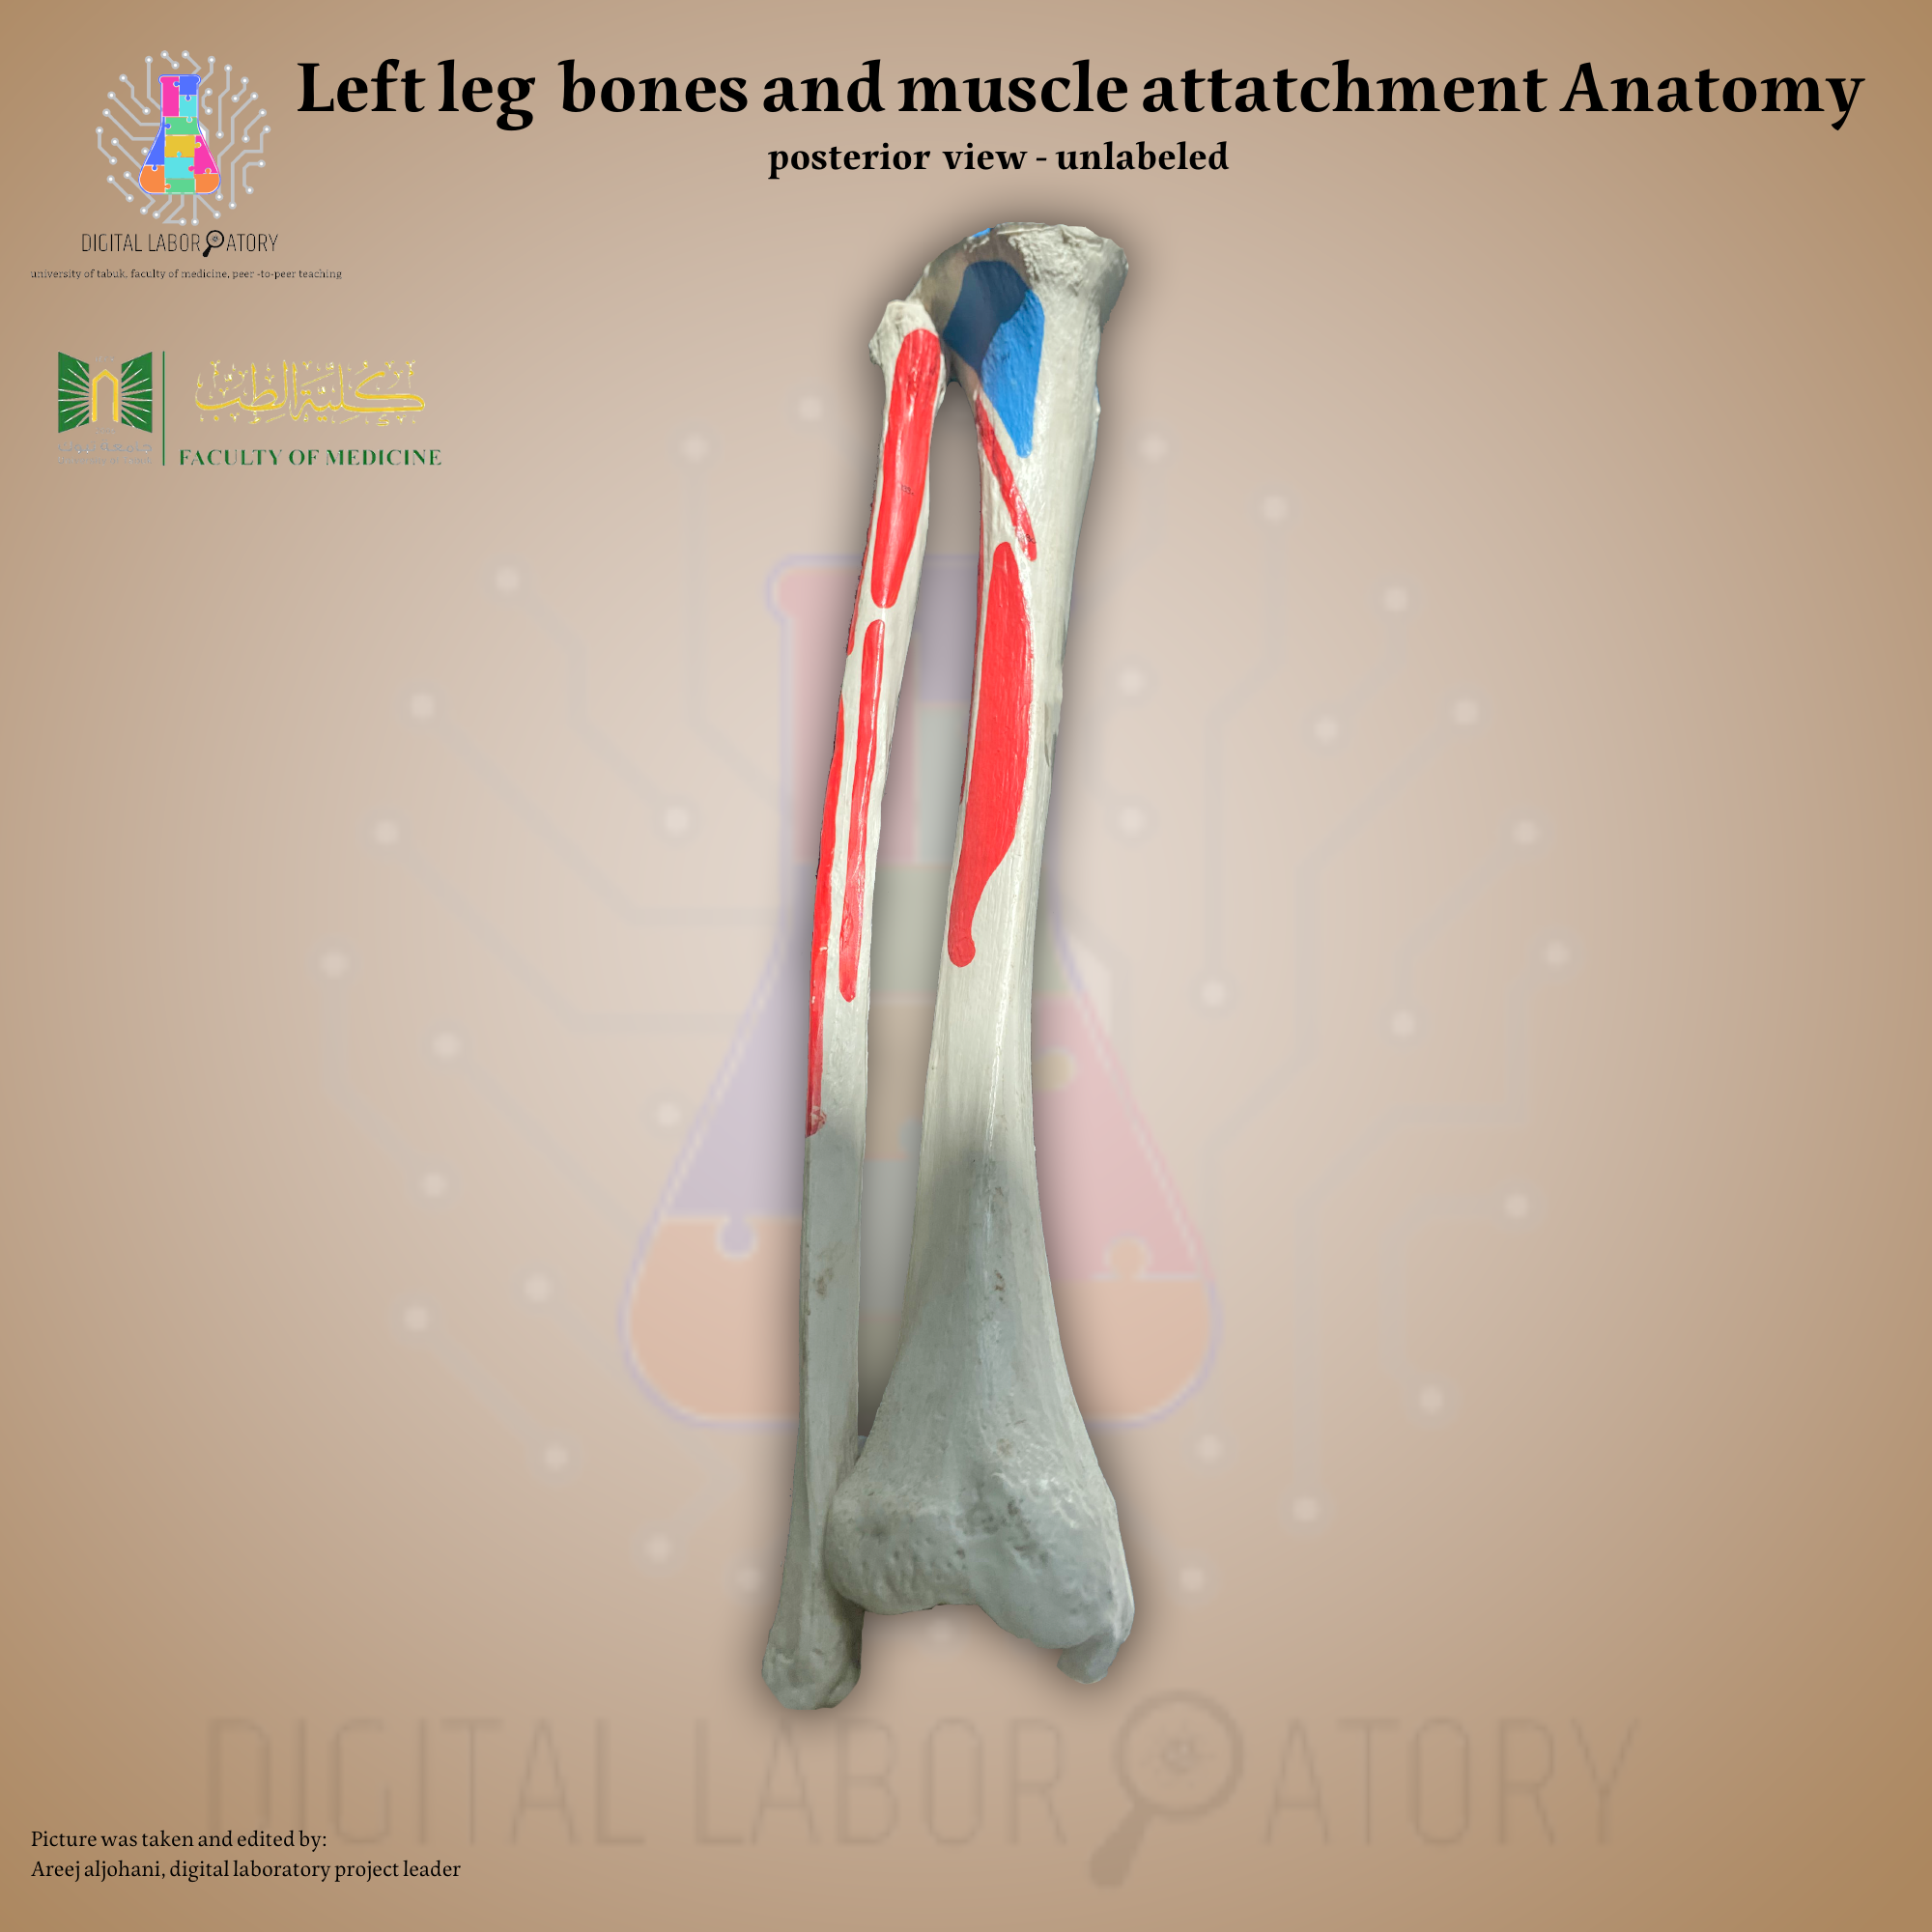 Left leg bones and muscle attatchment Anatomy
posterior view - unlabeled
DIGITAL LABORATORY
university of tabuk, faculty of medicine, peer -to-peer teaching
كلية الطب
FACULTY OF MEDICINE
DIGITAL LABORATORY
Picture was taken and edited by:
Areej aljohani, digital laboratory project leader